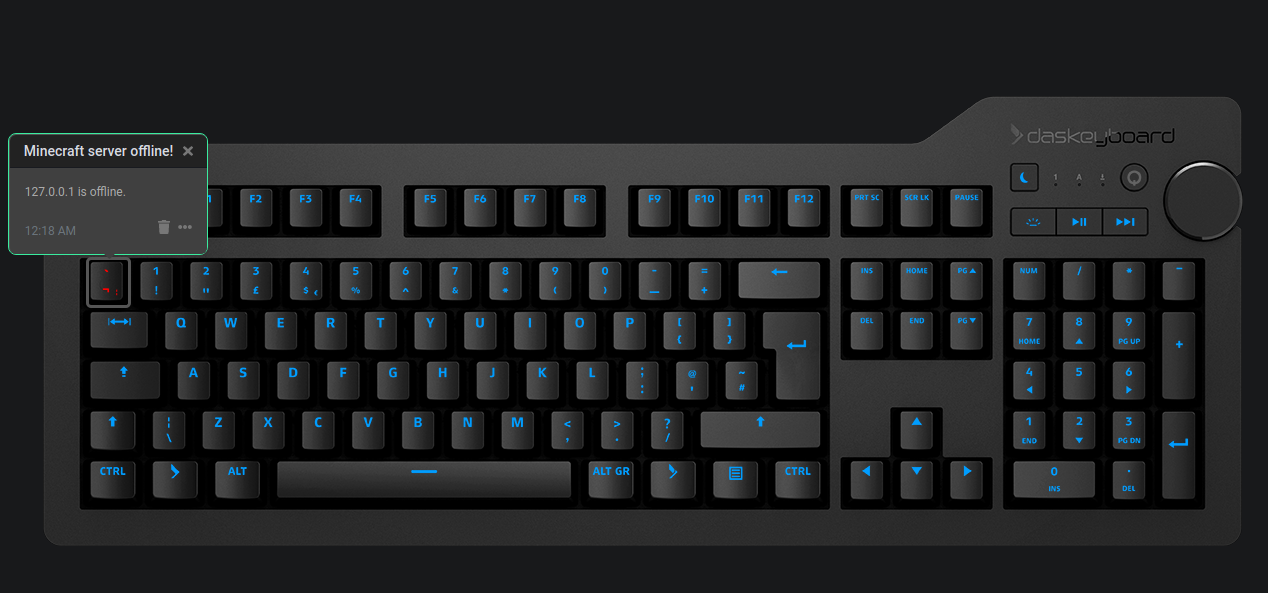 daskeyboard
Minecraft server offline! ×
127.0.0.1 is offline.
12:18 AM •••
1 A
1 F2 F3 F4 F5 F6 F7 F8 F9 F10 F11 F12 PRT SC SCR LK PAUSE
` 1 2 3 4 5 6 7 8 9 0 - = INS HOME PG▲ NUM / * -
¬ ¦ ! " £ $ € % ^ & * ( ) _ +
Q W E R T Y U I O P [ ] DEL END PG▼ 7 8 9 +
{ } HOME ▲ PG UP
A S D F G H J K L ; @ ~ 4 5 6
: ' # ◀ ▶
¦ Z X C V B N M < > ? ▲ 1 2 3
\ , . / END ▼ PG DN
CTRL ALT ALT GR CTRL ◀ ▼ ▶ 0 .
INS DEL